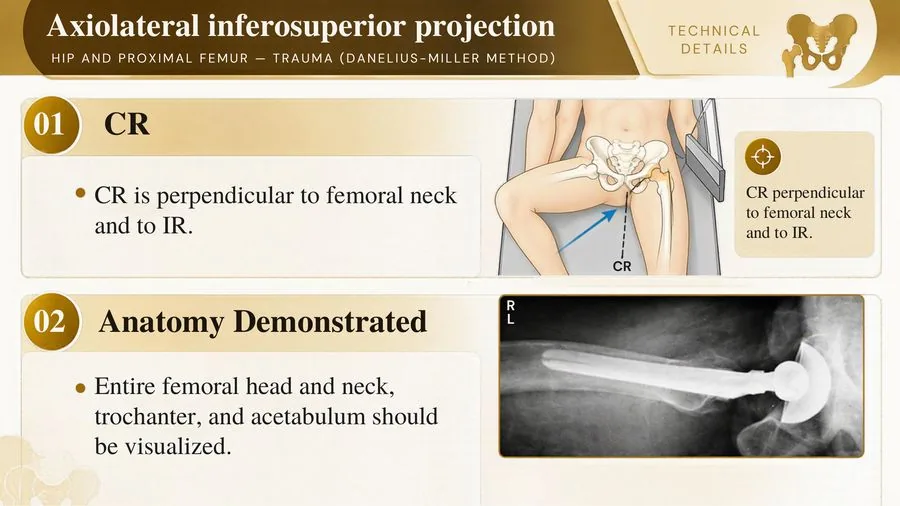 Axiolateral inferosuperior projection
HIP AND PROXIMAL FEMUR — TRAUMA (DANELIUS-MILLER METHOD)
TECHNICAL
DETAILS
01
CR
CR is perpendicular to femoral neck
and to IR.
CR
CR perpendicular
to femoral neck
and to IR.
02
Anatomy Demonstrated
Entire femoral head and neck,
trochanter, and acetabulum should
be visualized.
R
L